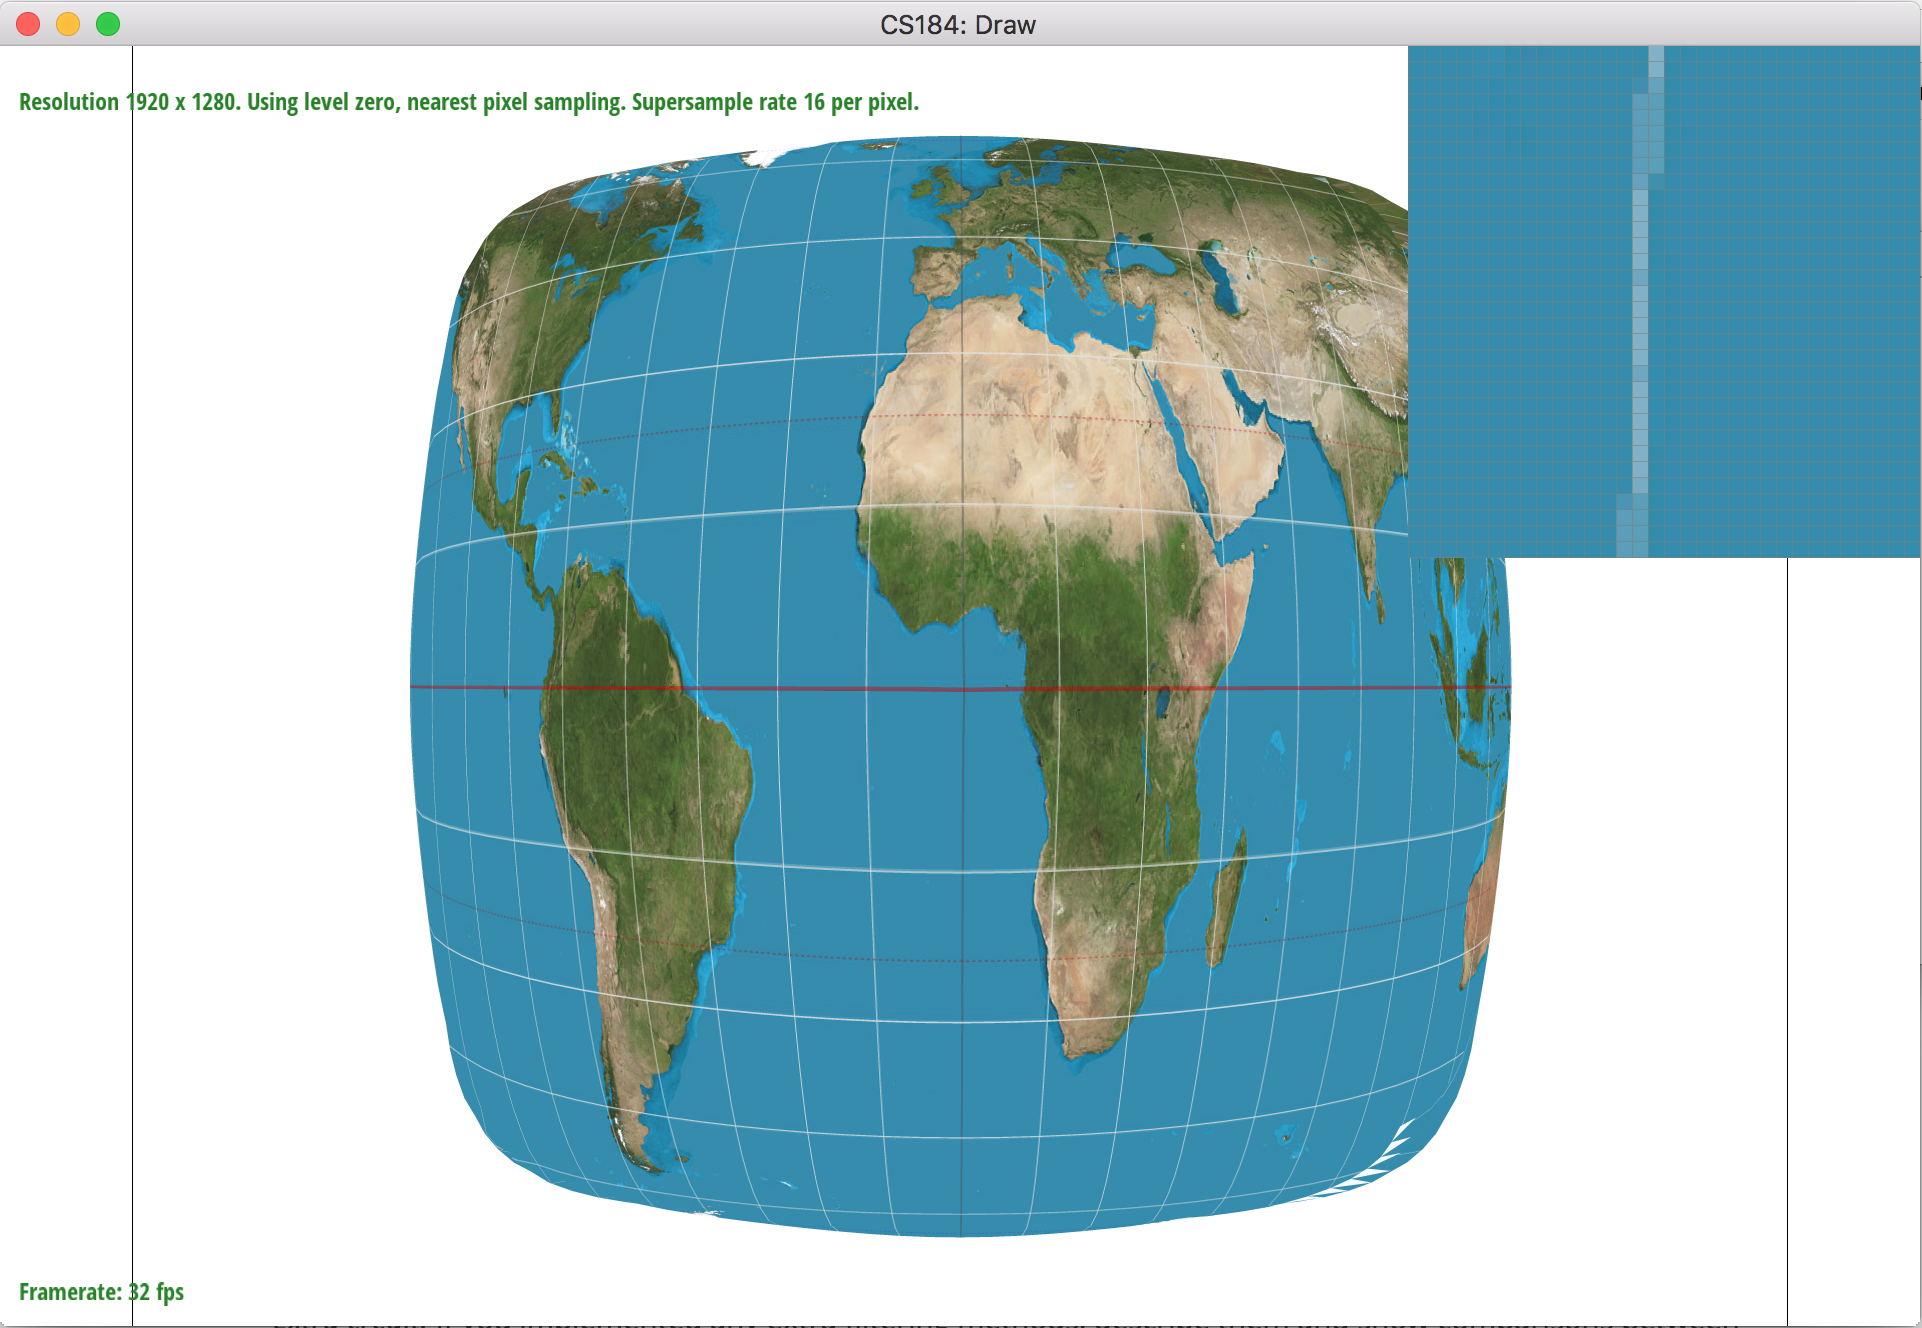 CS184: Draw
Resolution 1920 x 1280. Using level zero, nearest pixel sampling. Supersample rate 16 per pixel.
Framerate: 32 fps